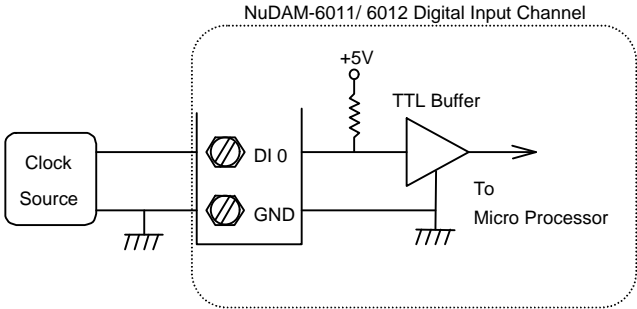 NuDAM-6011/ 6012 Digital Input Channel
+5V
TTL Buffer
Clock
Source
DI 0
GND
To
Micro Processor